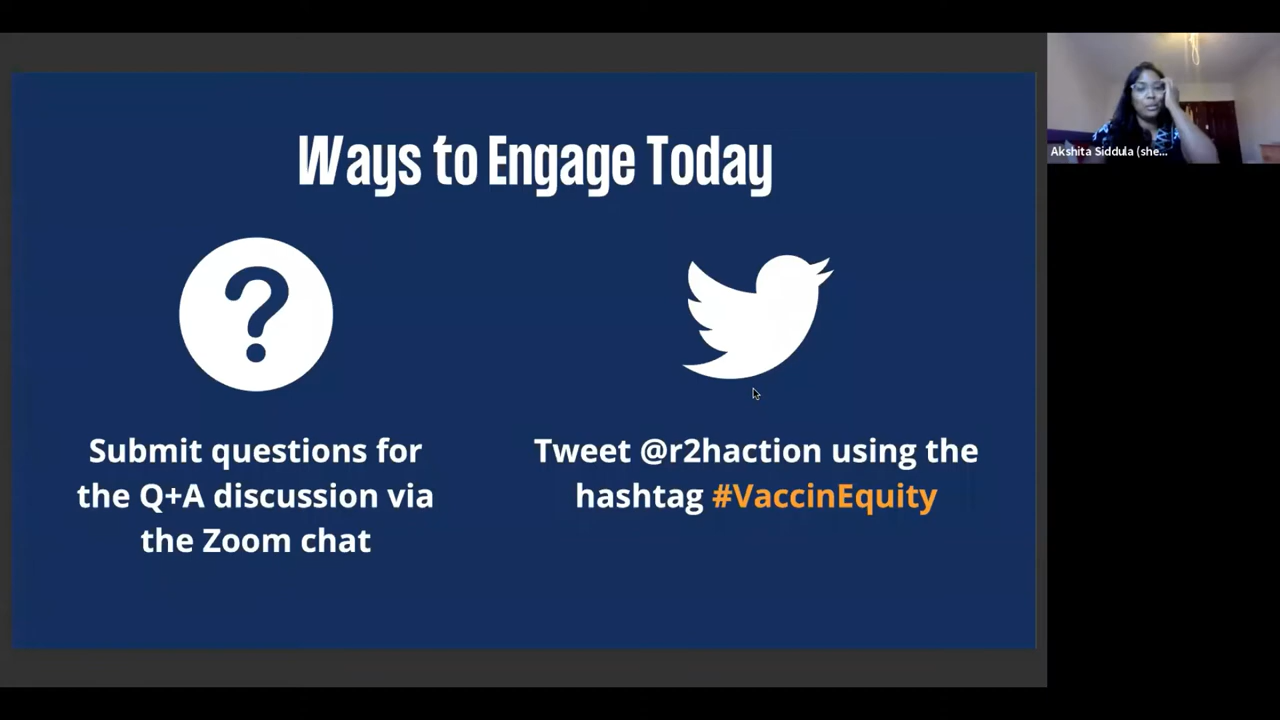 Ways to Engage Today
?
Submit questions for
the Q+A discussion via
the Zoom chat
Tweet @r2haction using the
hashtag #VaccinEquity
Akshita Siddula (she...